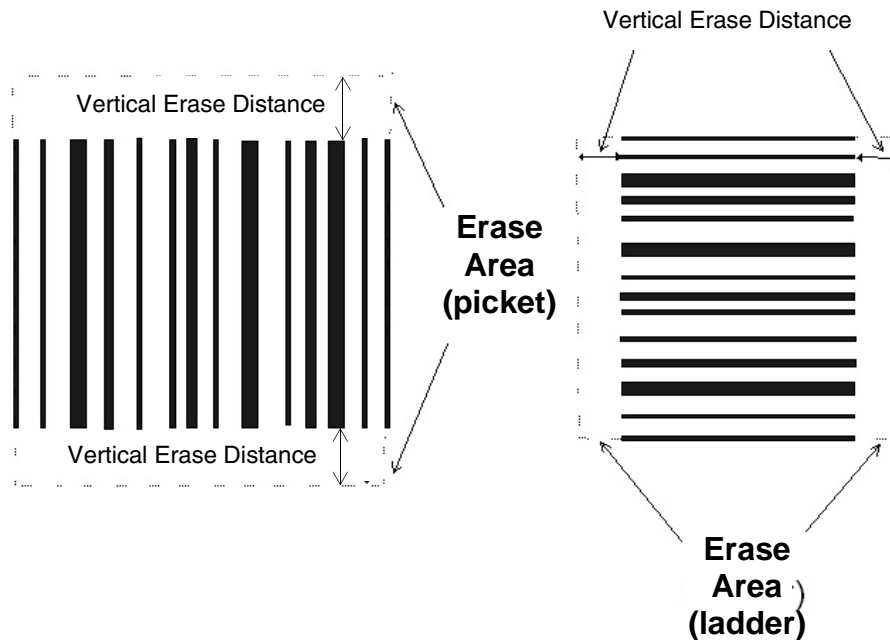 Vertical Erase Distance
Vertical Erase Distance
Erase
Area
(picket)
Vertical Erase Distance
Erase
Area
(ladder)